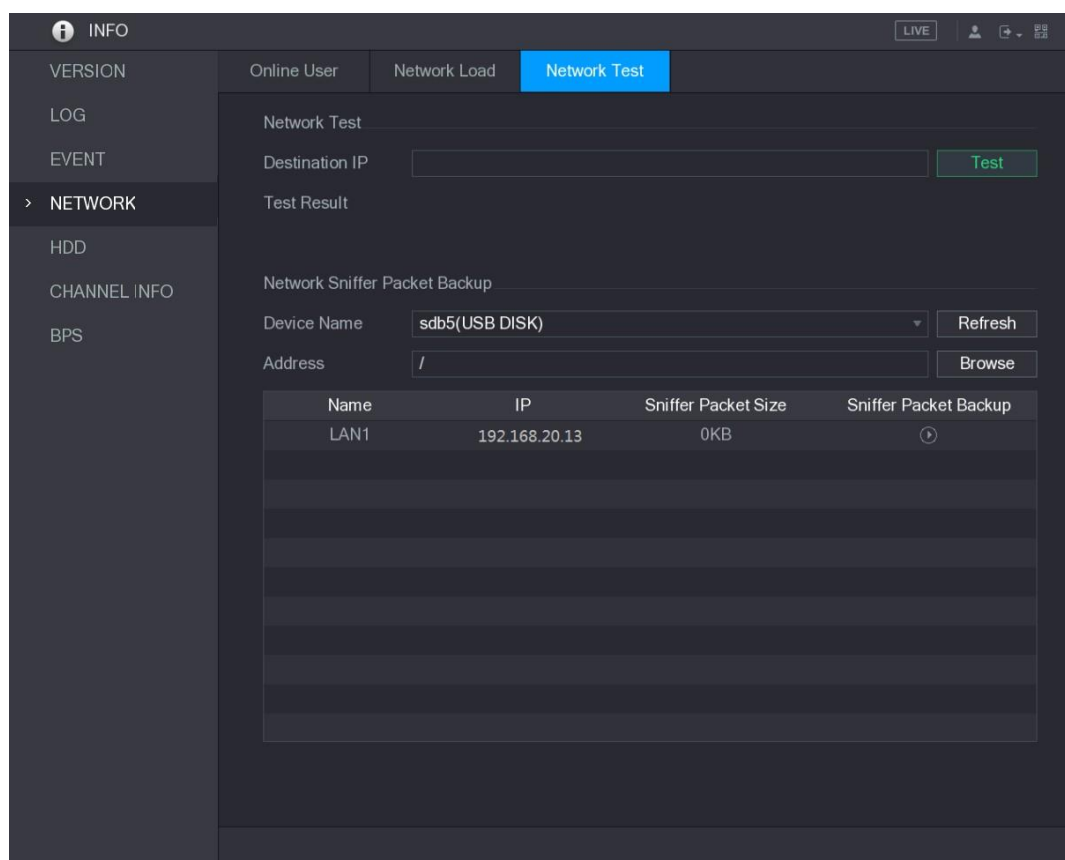 INFO
LIVE
VERSION
LOG
EVENT
NETWORK
HDD
CHANNEL INFO
BPS
Online User Network Load Network Test
Network Test
Destination IP Test
Test Result
Network Sniffer Packet Backup
Device Name sdb5(USB DISK) Refresh
Address / Browse
Name IP Sniffer Packet Size Sniffer Packet Backup
LAN1 192.168.20.13 0KB